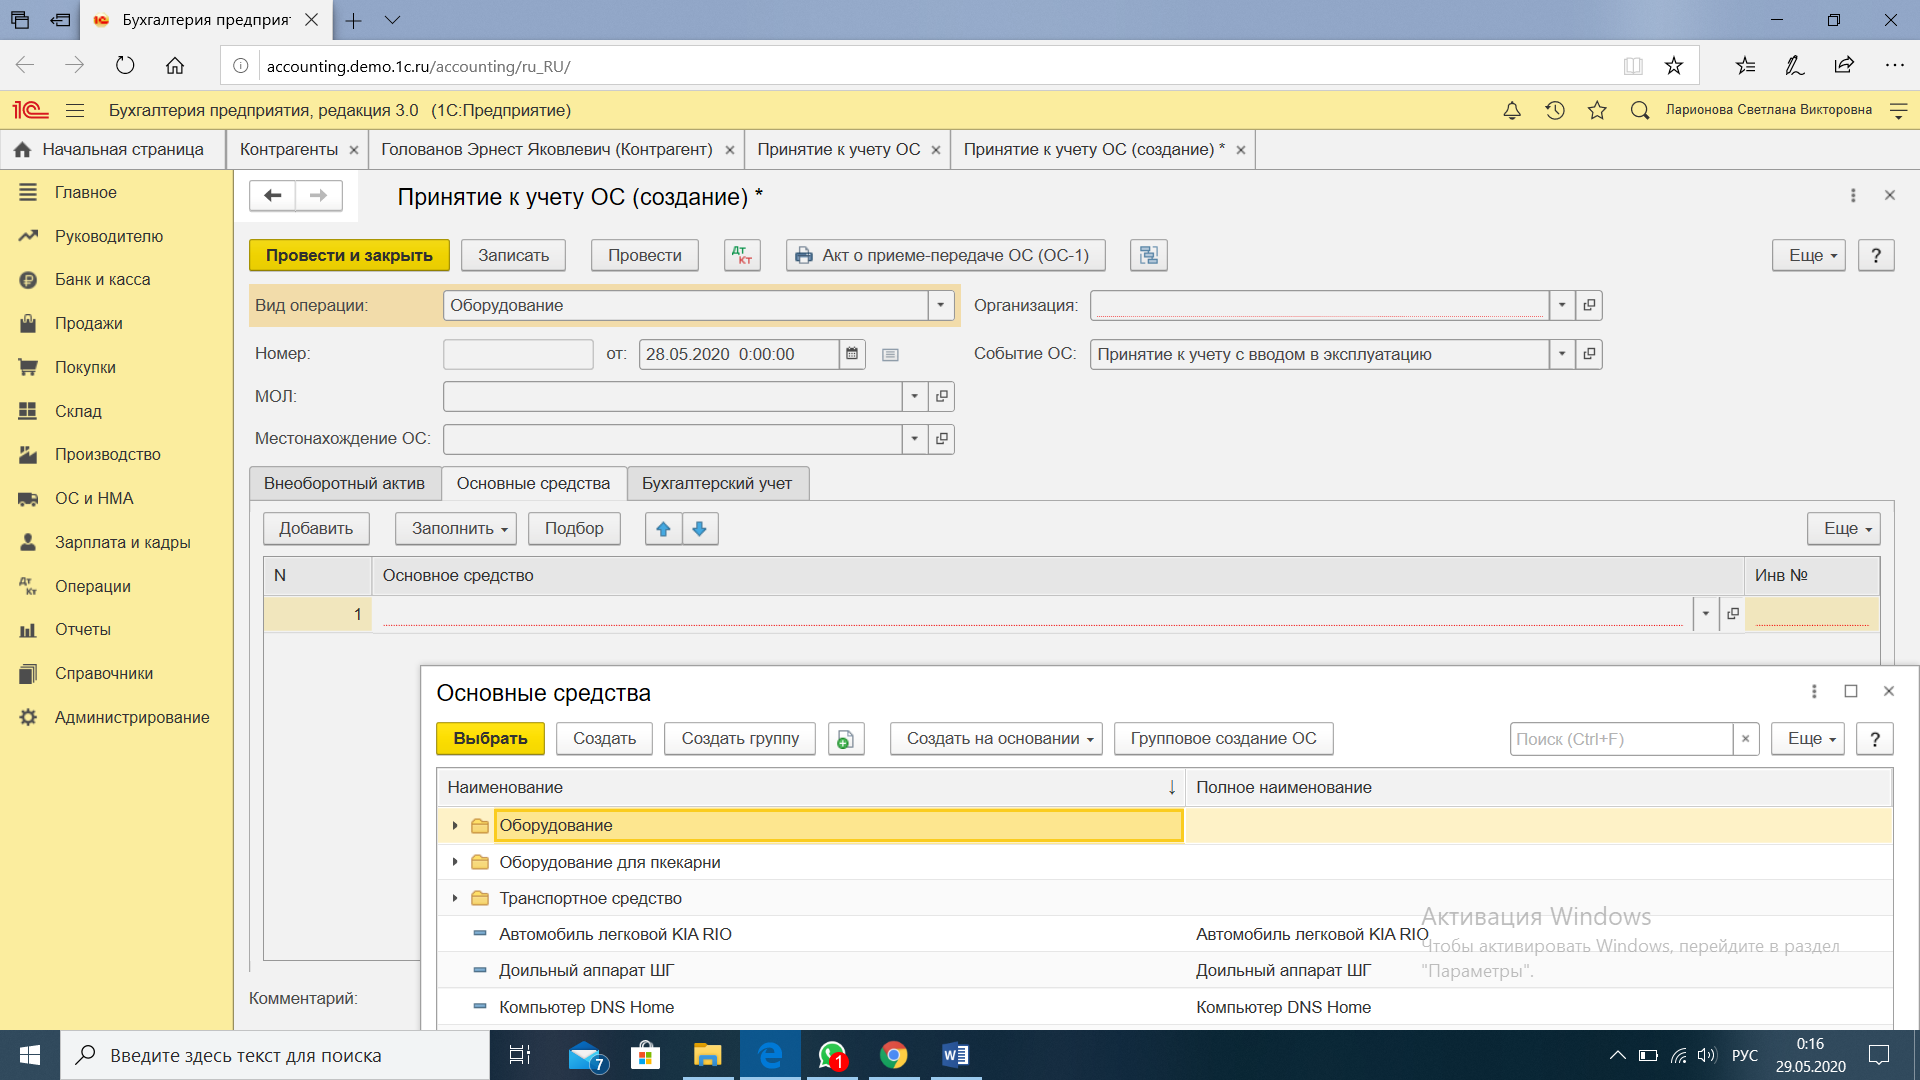 Бухгалтерия предприят
accounting.demo.1c.ru/accounting/ru_RU/
1С Бухгалтерия предприятия, редакция 3.0 (1С:Предприятие) Ларионова Светлана Викторовна
Начальная страница Контрагенты × Голованов Эрнест Яковлевич (Контрагент) × Принятие к учету ОС × Принятие к учету ОС (создание) * ×
Главное
Руководителю
Банк и касса
Продажи
Покупки
Склад
Производство
ОС и НМА
Зарплата и кадры
Операции
Отчеты
Справочники
Администрирование
Принятие к учету ОС (создание) *
Провести и закрыть Записать Провести Дт Кт Акт о приеме-передаче ОС (ОС-1) Еще ?
Вид операции: Оборудование Организация:
Номер: от: 28.05.2020 0:00:00 Событие ОС: Принятие к учету с вводом в эксплуатацию
МОЛ:
Местонахождение ОС:
Внеоборотный актив Основные средства Бухгалтерский учет
Добавить Заполнить Подбор Еще
N Основное средство Инв №
1
Основные средства
Выбрать Создать Создать группу Создать на основании Групповое создание ОС Поиск (Ctrl+F) × Еще ?
Наименование ↓ Полное наименование
Оборудование
Оборудование для пкекарни
Транспортное средство
Автомобиль легковой KIA RIO Автомобиль легковой KIA RIO
Доильный аппарат ШГ Доильный аппарат ШГ
Компьютер DNS Home Компьютер DNS Home
Комментарий:
Активация Windows
Чтобы активировать Windows, перейдите в раздел
"Параметры".
Введите здесь текст для поиска 7 1 РУС 0:16
29.05.2020